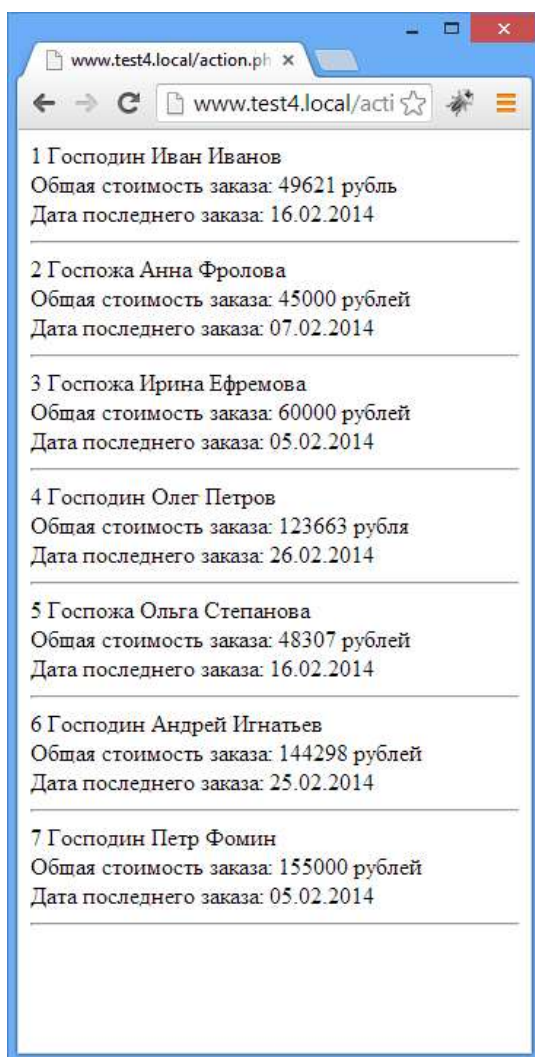 www.test4.local/action.ph
www.test4.local/acti
1 Господин Иван Иванов
Общая стоимость заказа: 49621 рубль
Дата последнего заказа: 16.02.2014
2 Госпожа Анна Фролова
Общая стоимость заказа: 45000 рублей
Дата последнего заказа: 07.02.2014
3 Госпожа Ирина Ефремова
Общая стоимость заказа: 60000 рублей
Дата последнего заказа: 05.02.2014
4 Господин Олег Петров
Общая стоимость заказа: 123663 рубля
Дата последнего заказа: 26.02.2014
5 Госпожа Ольга Степанова
Общая стоимость заказа: 48307 рублей
Дата последнего заказа: 16.02.2014
6 Господин Андрей Игнатьев
Общая стоимость заказа: 144298 рублей
Дата последнего заказа: 25.02.2014
7 Господин Петр Фомин
Общая стоимость заказа: 155000 рублей
Дата последнего заказа: 05.02.2014